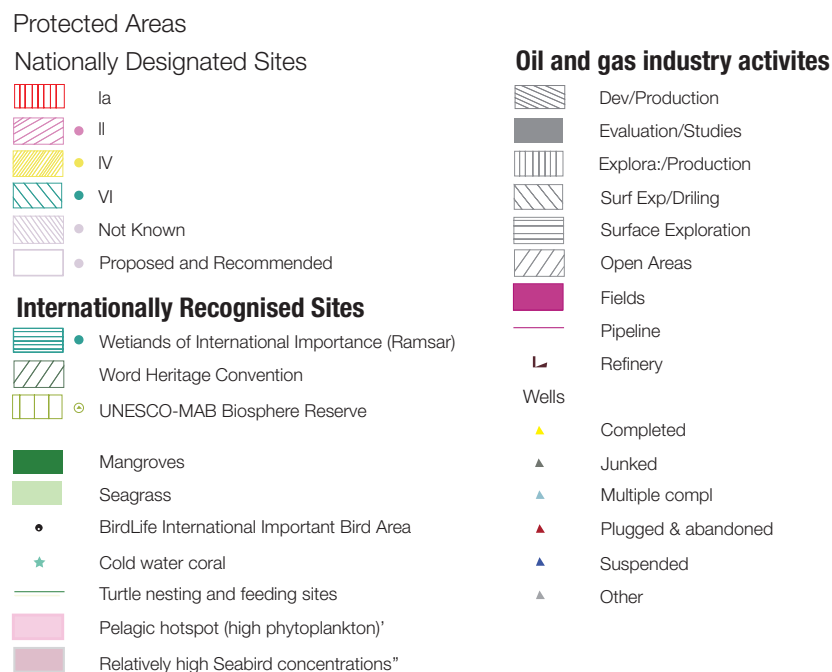 Protected Areas
Nationally Designated Sites
Ia
II
IV
VI
Not Known
Proposed and Recommended
Internationally Recognised Sites
Wetlands of International Importance (Ramsar)
Word Heritage Convention
UNESCO-MAB Biosphere Reserve
Mangroves
Seagrass
BirdLife International Important Bird Area
Cold water coral
Turtle nesting and feeding sites
Pelagic hotspot (high phytoplankton)’
Relatively high Seabird concentrations”
Oil and gas industry activites
Dev/Production
Evaluation/Studies
Explora:/Production
Surf Exp/Driling
Surface Exploration
Open Areas
Fields
Pipeline
Refinery
Wells
Completed
Junked
Multiple compl
Plugged & abandoned
Suspended
Other